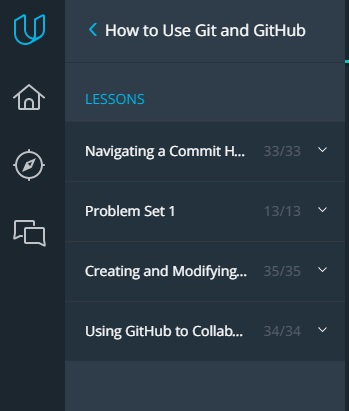 How to Use Git and GitHub
LESSONS
Navigating a Commit H... 33/33
Problem Set 1 13/13
Creating and Modifying... 35/35
Using GitHub to Collab... 34/34